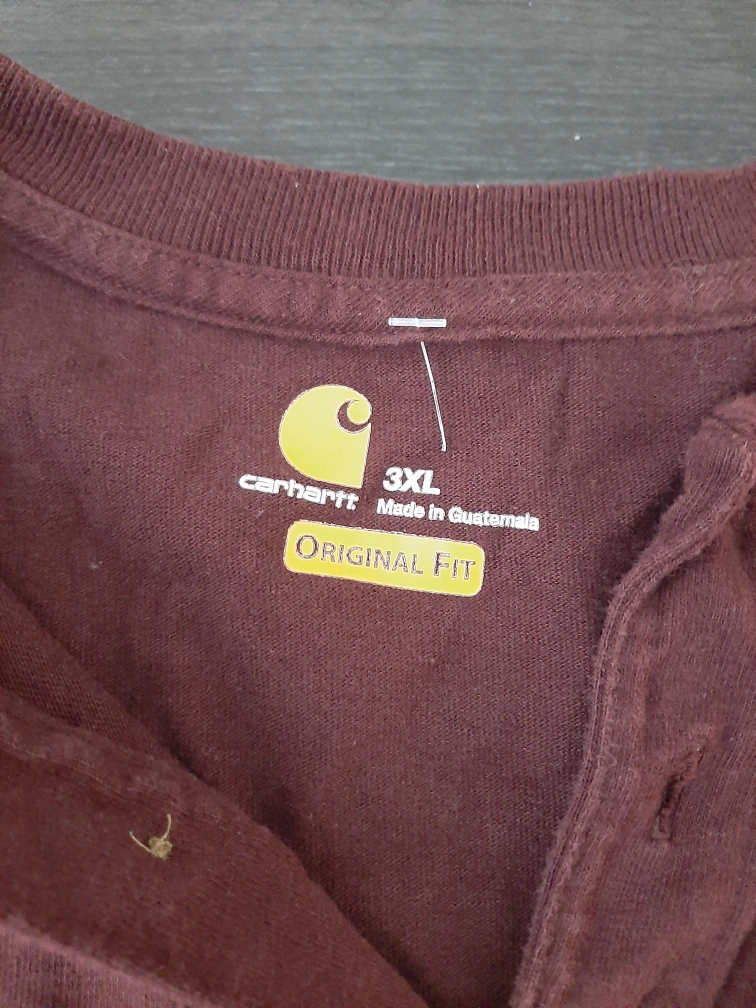 carhartt
3XL
Made in Guatemala
ORIGINAL FIT